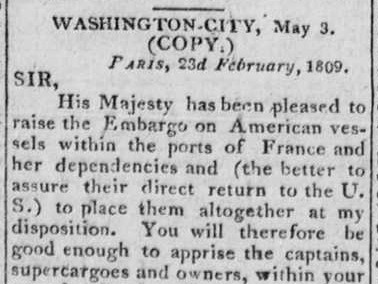 WASHINGTON-CITY, May 3.
(COPY.)
PARIS, 23d February, 1809.
SIR,
His Majesty has been pleased to
raise the Embargo on American ves-
sels within the ports of France and
her dependencies and (the better to
assure their direct return to the U.
S.) to place them altogether at my
disposition. You will therefore be
good enough to apprise the captains,
supercargoes and owners, within your